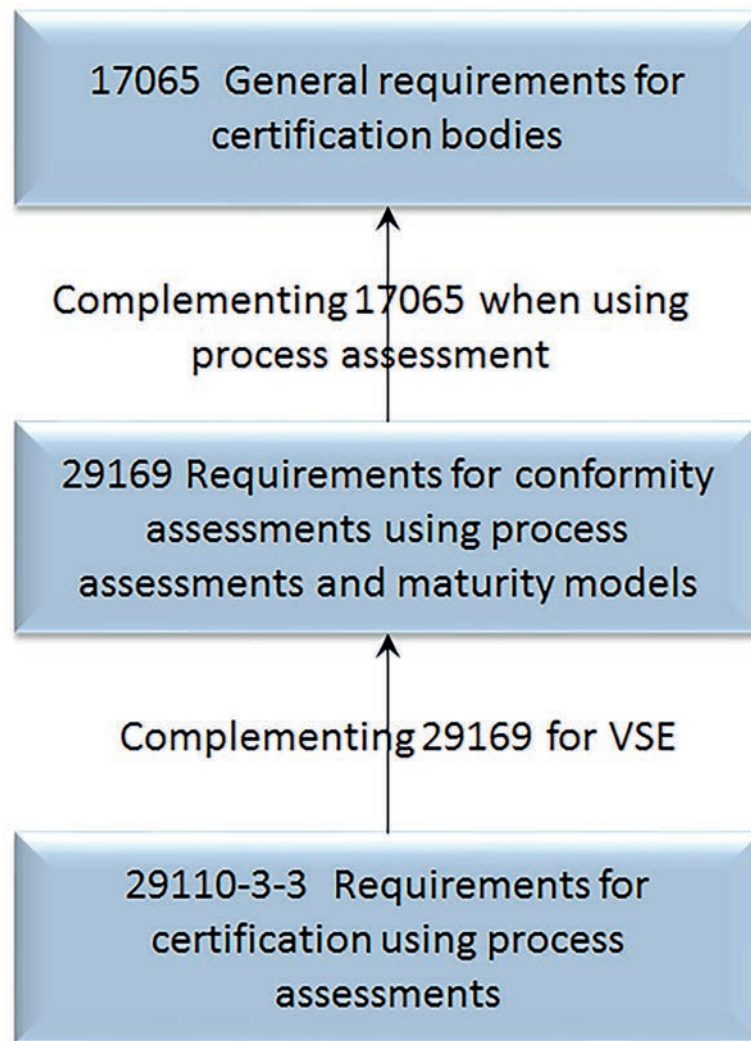 17065  General requirements for
certification bodies
Complementing 17065 when using
process assessment
29169 Requirements for conformity
assessments using process
assessments and maturity models
Complementing 29169 for VSE
29110-3-3  Requirements for
certification using process
assessments